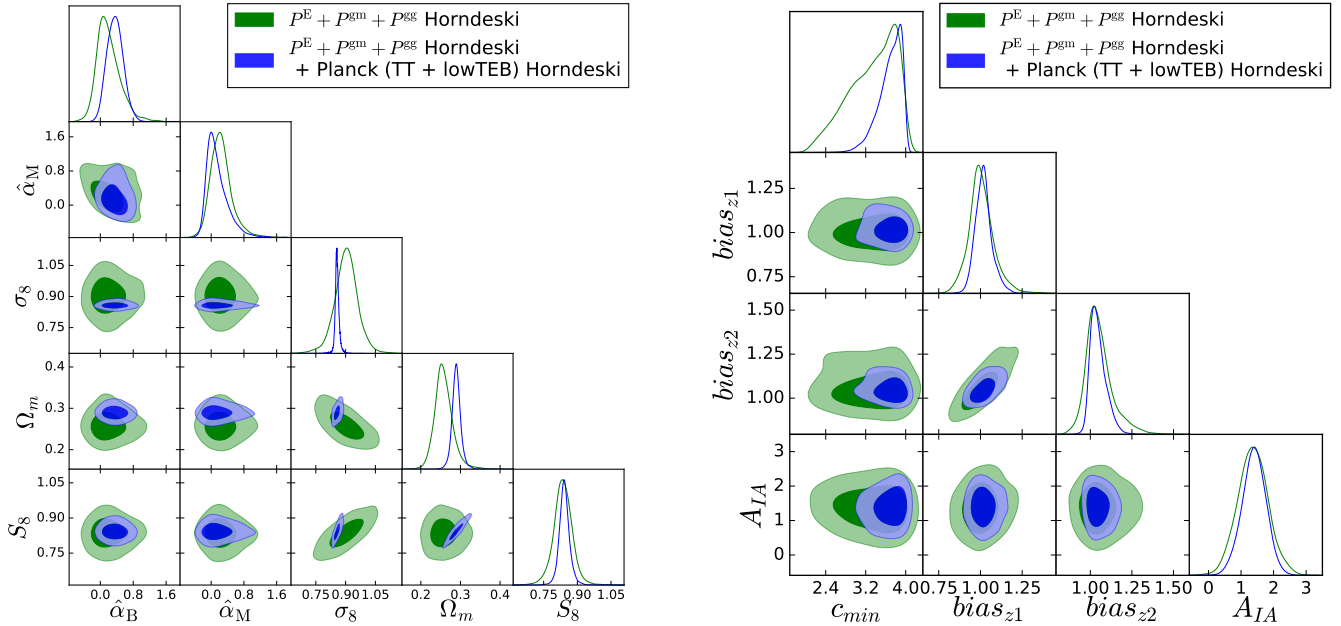 P^E + P^gm + P^gg Horndeski
P^E + P^gm + P^gg Horndeski
+ Planck (TT + lowTEB) Horndeski
0.0 0.8 1.6
1.6
0.8
0.0
α̂_M
1.05
0.90
0.75
σ_8
0.4
0.3
0.2
Ω_m
1.05
0.90
0.75
S_8
0.0 0.8 1.6
0.0 0.8 1.6
0.75 0.90 1.05
0.2 0.3 0.4
0.75 0.90 1.05
α̂_B
α̂_M
σ_8
Ω_m
S_8
P^E + P^gm + P^gg Horndeski
P^E + P^gm + P^gg Horndeski
+ Planck (TT + lowTEB) Horndeski
1.25
1.00
0.75
bias_z1
1.50
1.25
1.00
bias_z2
3
2
1
0
A_IA
2.4 3.2 4.00
0.75 1.00 1.25
1.00 1.25 1.50
0 1 2 3
c_min
bias_z1
bias_z2
A_IA